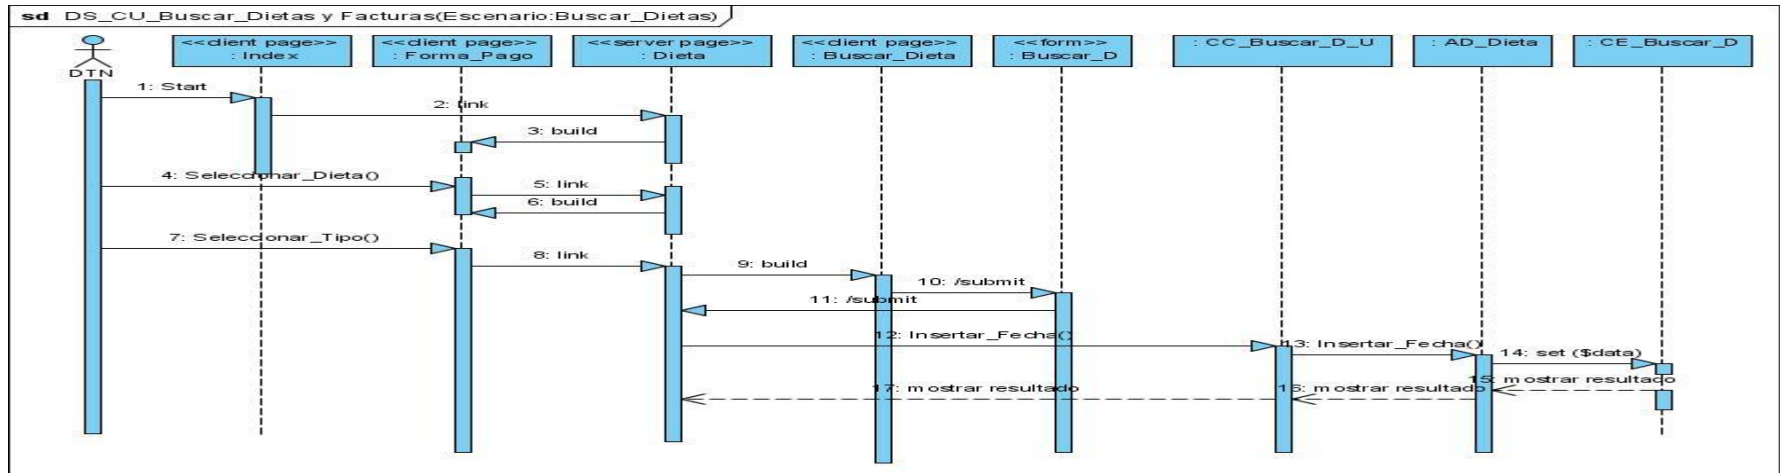 sd DS_CU_Buscar_Dietas y Facturas(Escenario:Buscar_Dietas)
DTN
<<client page>>
: Index
<<client page>>
: Forma_Pago
<<server page>>
: Dieta
<<client page>>
: Buscar_Dieta
<<form>>
: Buscar_D
: CC_Buscar_D_U
: AD_Dieta
: CE_Buscar_D
1: Start
2: link
3: build
4: Seleccionar_Dieta()
5: link
6: build
7: Seleccionar_Tipo()
8: link
9: build
10: /submit
11: /submit
12: Insertar_Fecha()
13: Insertar_Fecha()
14: set ($data)
15: mostrar resultado
16: mostrar resultado
17: mostrar resultado